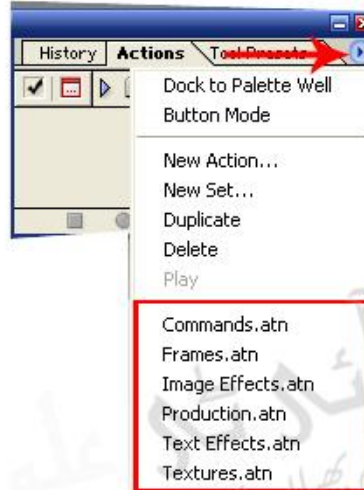 History Actions Tool Presets
Dock to Palette Well
Button Mode
New Action...
New Set...
Duplicate
Delete
Play
Commands.atn
Frames.atn
Image Effects.atn
Production.atn
Text Effects.atn
Textures.atn